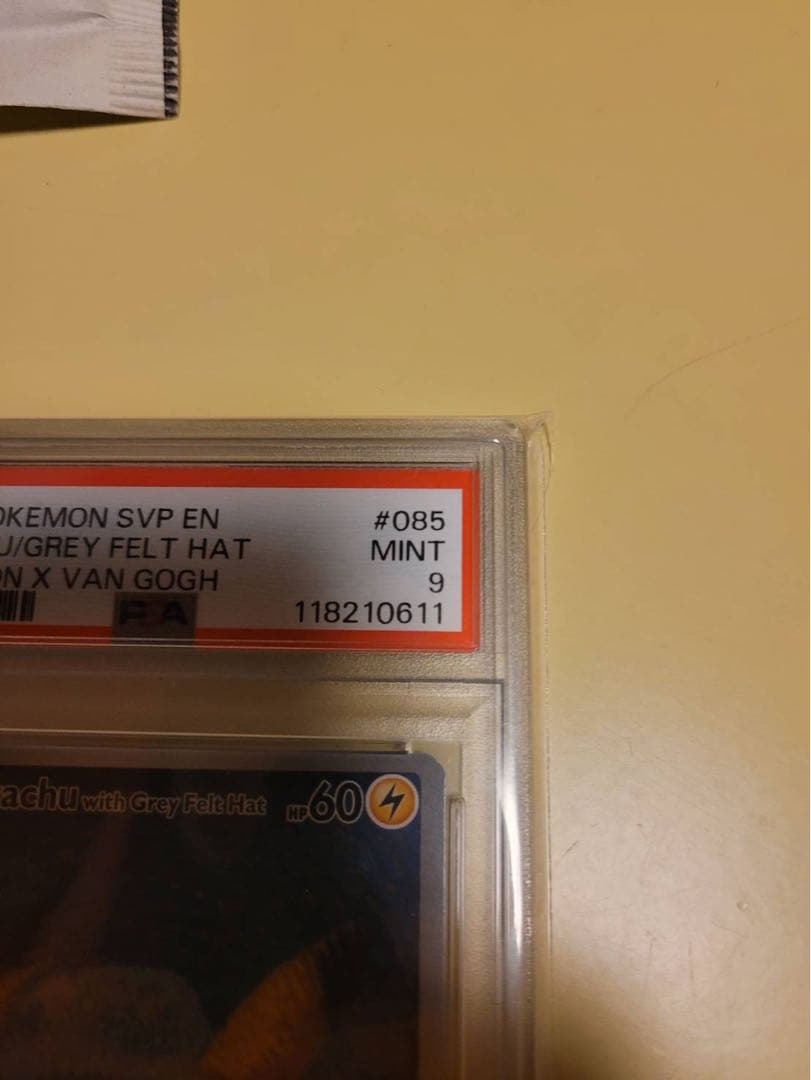 OKEMON SVP EN #085
U/GREY FELT HAT MINT
ON X VAN GOGH 9
118210611
achu with Grey Felt Hat HP60